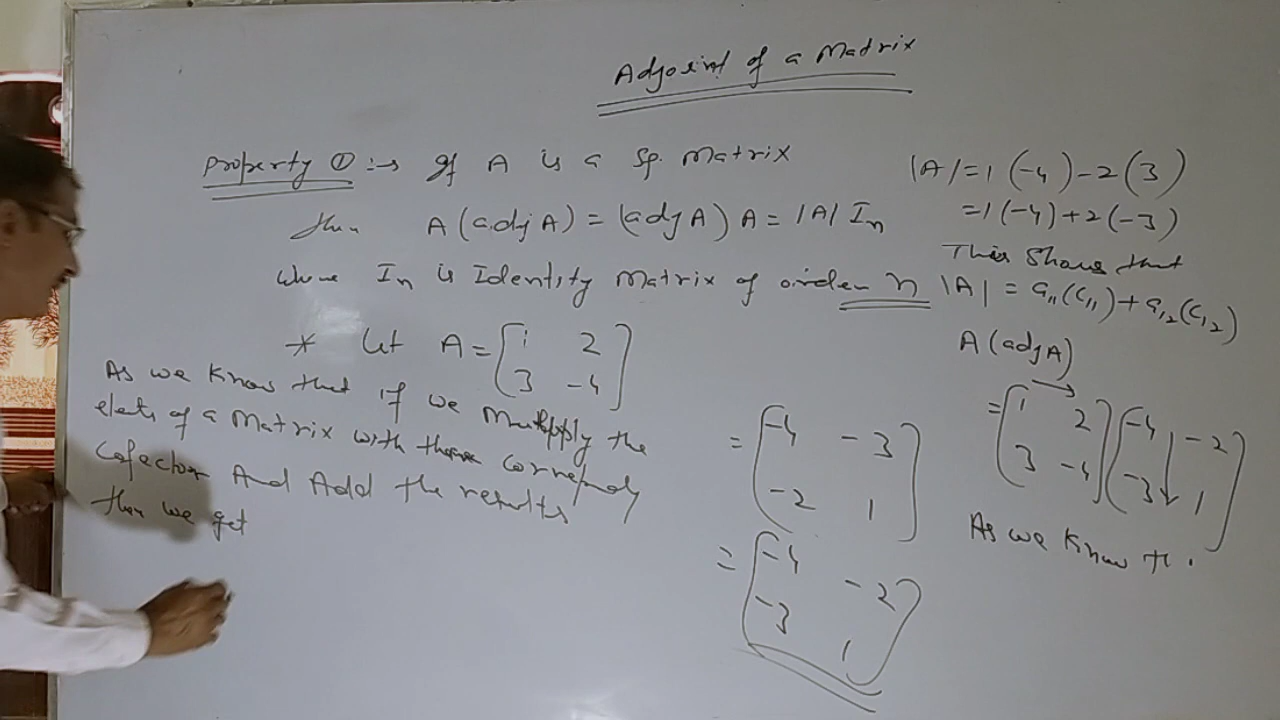 Adjoint of a Matrix
Property ① :→ If A is a Sq. Matrix
then A(adj A) = (adj A) A = |A| In
where In is Identity Matrix of order n
* Let A = [1 2
3 -4]
As we know that if we Multiply the
elets of a Matrix with their
Cofactor And Add the results
then we get
= [-4 -3
-2 1]
= [-4 -2
-3 1]
|A| = 1(-4) - 2(3)
= 1(-4) + 2(-3)
This shows that
|A| = a11(C11) + a12(C12)
A(adj A)
= [1 2 3 -4] [-4 -2 -3 1]
As we know th